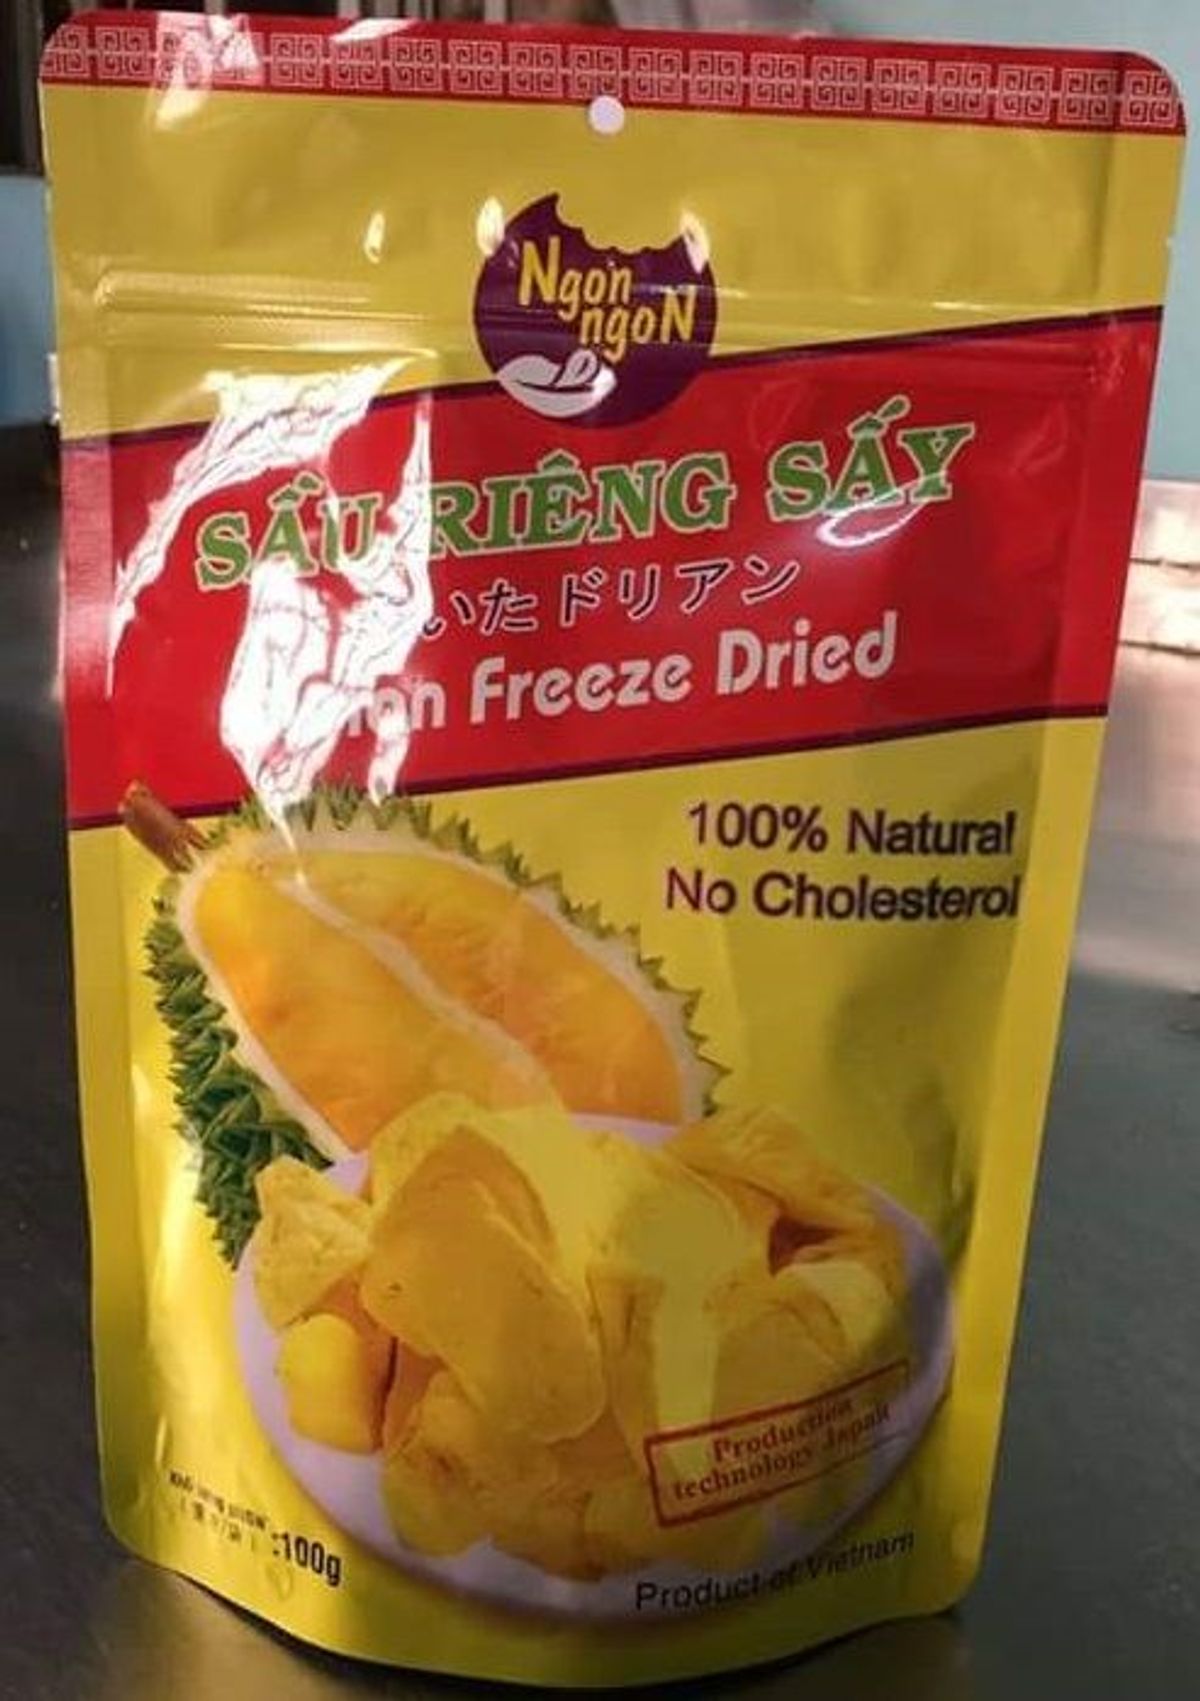 Ngon
ngoN
SẦU RIÊNG SẤY
いたドリアン
Freeze Dried
100% Natural
No Cholesterol
Production
technology Japan
:100g
Product of Vietnam